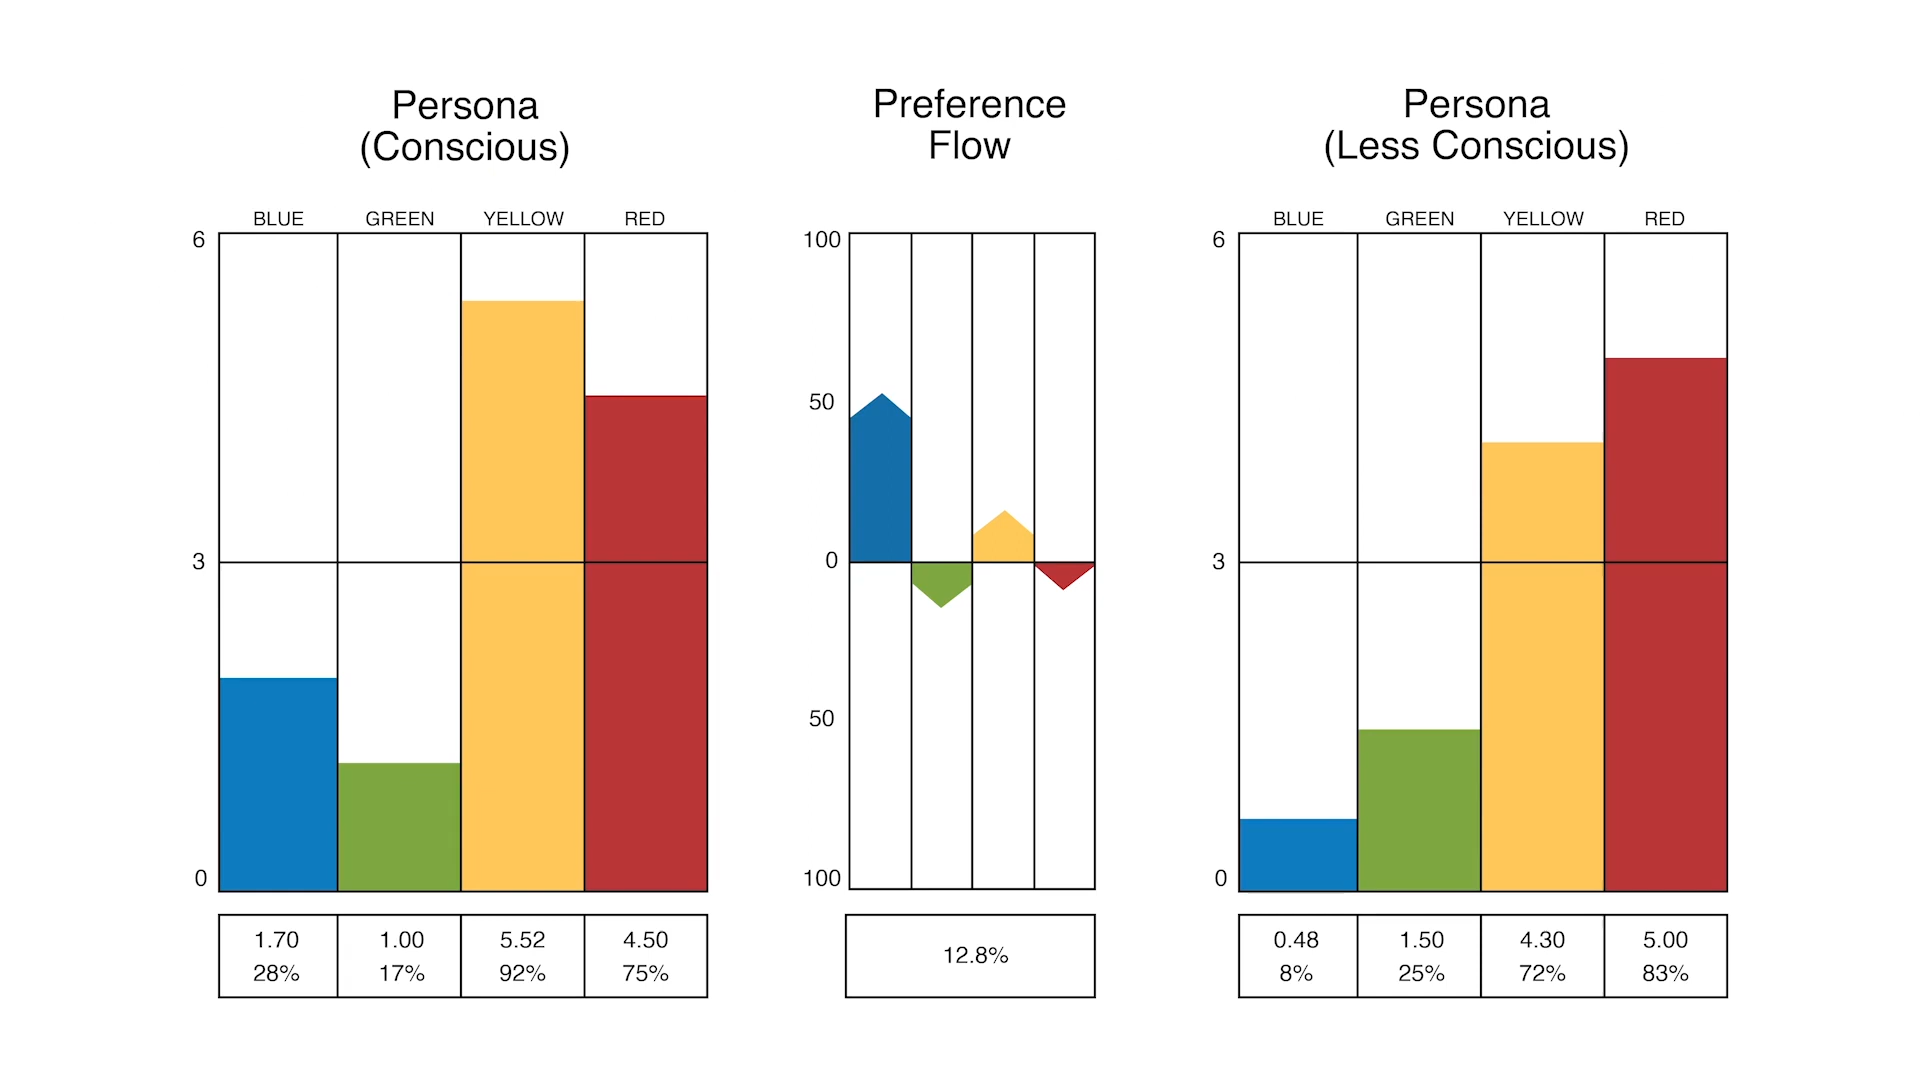 Persona
(Conscious)
BLUE GREEN YELLOW RED
6
3
0
1.70 1.00 5.52 4.50
28% 17% 92% 75%
Preference
Flow
100
50
0
50
100
12.8%
Persona
(Less Conscious)
BLUE GREEN YELLOW RED
6
3
0
0.48 1.50 4.30 5.00
8% 25% 72% 83%